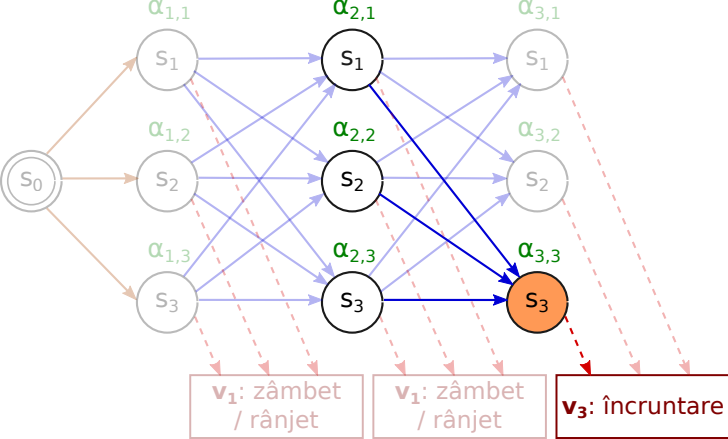 α1,1 α2,1 α3,1
s1 s1 s1
α1,2 α2,2 α3,2
s0 s2 s2 s2
α1,3 α2,3 α3,3
s3 s3 s3
v1: zâmbet
/ rânjet
v1: zâmbet
/ rânjet
v3: încruntare